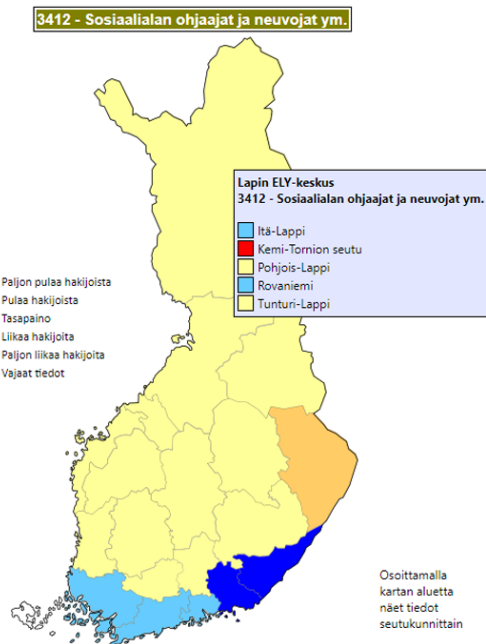 3412 - Sosiaalialan ohjaajat ja neuvojat ym.
Lapin ELY-keskus
3412 - Sosiaalialan ohjaajat ja neuvojat ym.
Itä-Lappi
Kemi-Tornion seutu
Pohjois-Lappi
Rovaniemi
Tunturi-Lappi
Paljon pulaa hakijoista
Pulaa hakijoista
Tasapaino
Liikaa hakijoita
Paljon liikaa hakijoita
Vajaat tiedot
Osoittamalla
kartan aluetta
näet tiedot
seutukunnittain